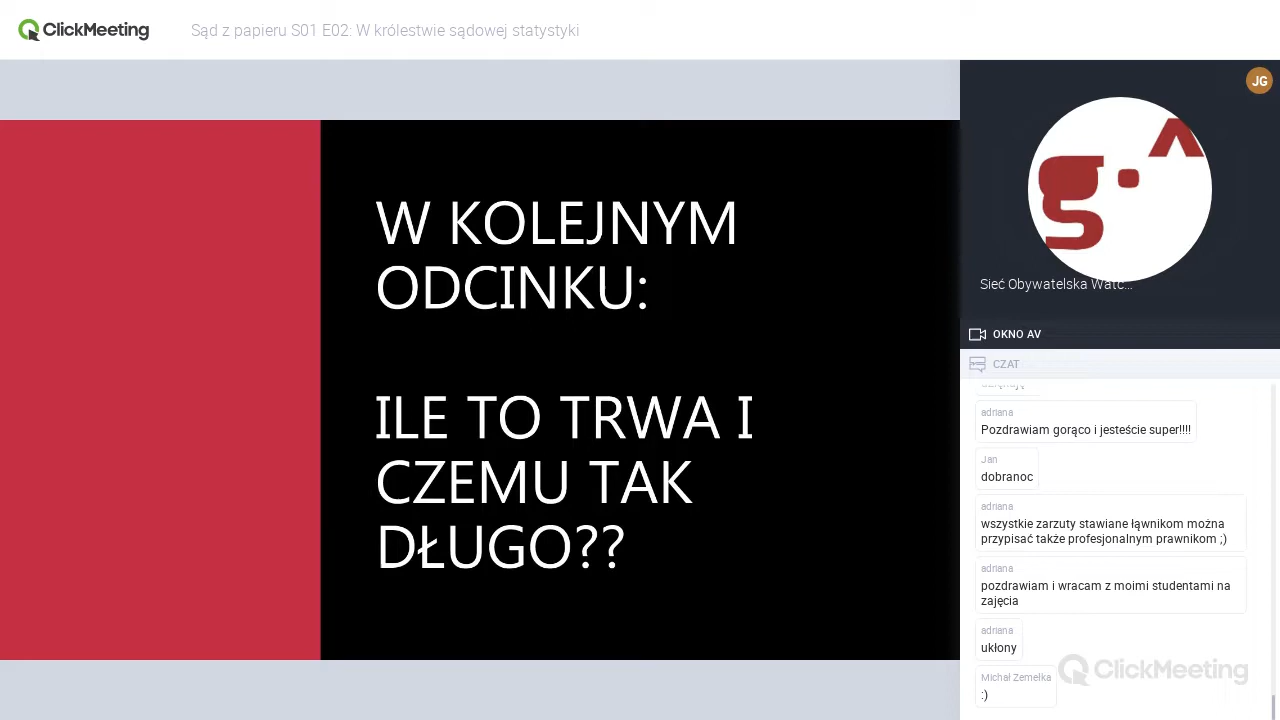 ClickMeeting
Sąd z papieru S01 E02: W królestwie sądowej statystyki
W KOLEJNYM
ODCINKU:
ILE TO TRWA I
CZEMU TAK
DŁUGO??
JG
g
Sieć Obywatelska Watc...
OKNO AV
CZAT
adriana
Pozdrawiam gorąco i jesteście super!!!!
Jan
dobranoc
adriana
wszystkie zarzuty stawiane łąwnikom można
przypisać także profesjonalnym prawnikom ;)
adriana
pozdrawiam i wracam z moimi studentami na
zajęcia
adriana
ukłony
Michał Zemełka
:)
ClickMeeting